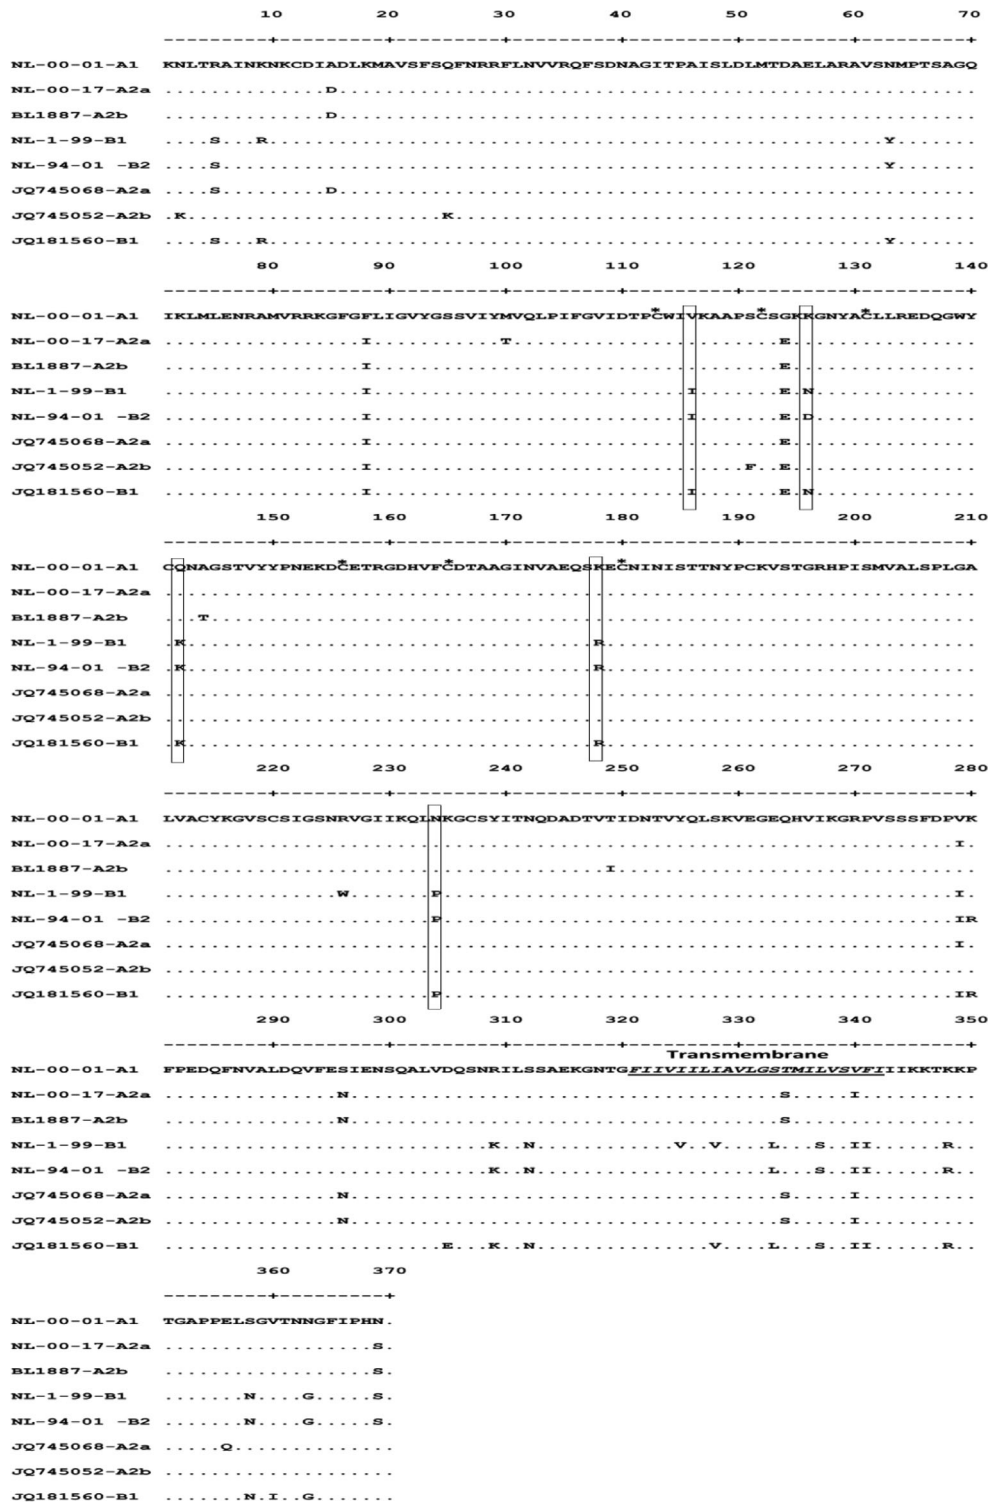 10 20 30 40 50 60 70
---------+---------+---------+---------+---------+---------+---------+
NL-00-01-A1 KNLTRAINKNKCDIADLKMAVSFSQFNRRFLNVVRQFSDNAGITPAISLDLMTDAELARAVSNMPTSAGQ
NL-00-17-A2a ..............D.......................................................
BL1887-A2b ..............D.......................................................
NL-1-99-B1 ....S...R.....................................................Y.......
NL-94-01 -B2 ....S.........................................................Y.......
JQ745068-A2a ....S.........D.......................................................
JQ745052-A2b .K......................K.............................................
JQ181560-B1 ....S...R.....................................................Y.......
80 90 100 110 120 130 140
---------+---------+---------+---------+---------+---------+---------+
* * *
NL-00-01-A1 IKLMLENRAMVRRKGFGFLIGVYGSSVIYMVQLPIFGVIDTPCWIVKAAPSCSGKKGNYACLLREDQGWY
NL-00-17-A2a .................I...........T.......................E................
BL1887-A2b .................I...................................E................
NL-1-99-B1 .................I...........................I.......E.N..............
NL-94-01 -B2 .................I...........................I.......E.D..............
JQ745068-A2a .................I...................................E................
JQ745052-A2b .................I................................F..E................
JQ181560-B1 .................I...........................I.......E.N..............
150 160 170 180 190 200 210
---------+---------+---------+---------+---------+---------+---------+
* * *
NL-00-01-A1 CQNAGSTVYYPNEKDCETRGDHVFCDTAAGINVAEQSKECNINISTTNYPCKVSTGRHPISMVALSPLGA
NL-00-17-A2a ......................................................................
BL1887-A2b ...T..................................................................
NL-1-99-B1 .K...................................R................................
NL-94-01 -B2 .K...................................R................................
JQ745068-A2a ......................................................................
JQ745052-A2b ......................................................................
JQ181560-B1 .K...................................R................................
220 230 240 250 260 270 280
---------+---------+---------+---------+---------+---------+---------+
NL-00-01-A1 LVACYKGVSCSIGSNRVGIIKQLNKGCSYITNQDADTVTIDNTVYQLSKVEGEQHVIKGRPVSSSFDPVK
NL-00-17-A2a ....................................................................I.
BL1887-A2b ......................................I...............................
NL-1-99-B1 ...............W.......P............................................I.
NL-94-01 -B2 .......................P............................................IR
JQ745068-A2a ....................................................................I.
JQ745052-A2b ......................................................................
JQ181560-B1 .......................P............................................IR
290 300 310 320 330 340 350
---------+---------+---------+---------+---------+---------+---------+
Transmembrane
NL-00-01-A1 FPEDQFNVALDQVFESIENSQALVDQSNRILSSAEKGNTGFIIVIILIAVLGSTMILVSVFIIIKKTKKP
NL-00-17-A2a ...............N.....................................S.....I..........
BL1887-A2b ...............N.....................................S................
NL-1-99-B1 ............................K..N............V..V....L...S..II......R..
NL-94-01 -B2 ............................K..N....................L...S..II......R..
JQ745068-A2a ...............N.....................................S.....I..........
JQ745052-A2b ...............N.....................................S.....I..........
JQ181560-B1 ........................E...K..N...............V....L...S..II......R..
360 370
---------+---------+
NL-00-01-A1 TGAPPELSGVTNNGFIPHN.
NL-00-17-A2a ..................S.
BL1887-A2b ..................S.
NL-1-99-B1 .......N....G.....S.
NL-94-01 -B2 .......N....G.....S.
JQ745068-A2a .....Q..............
JQ745052-A2b ....................
JQ181560-B1 .......N.I..G.......